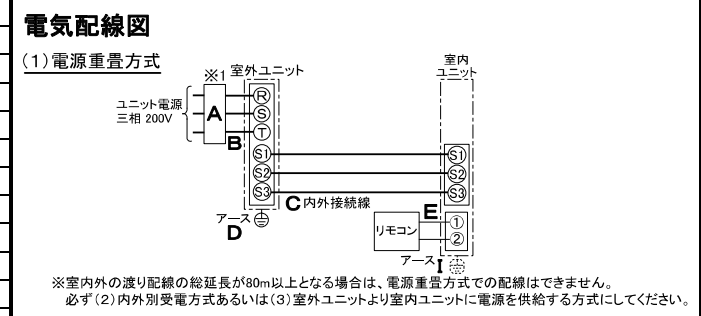 電気配線図
(1)電源重畳方式
※1 室外ユニット
室内
ユニット
ユニット電源
三相 200V
A
R
S
T
B
S1
S2
S3
S1
S2
S3
C 内外接続線
アース
D
リモコン
E
①
②
アース
I
※室内外の渡り配線の総延長が80m以上となる場合は、電源重畳方式での配線はできません。
必ず(2)内外別受電方式あるいは(3)室外ユニットより室内ユニットに電源を供給する方式にしてください。